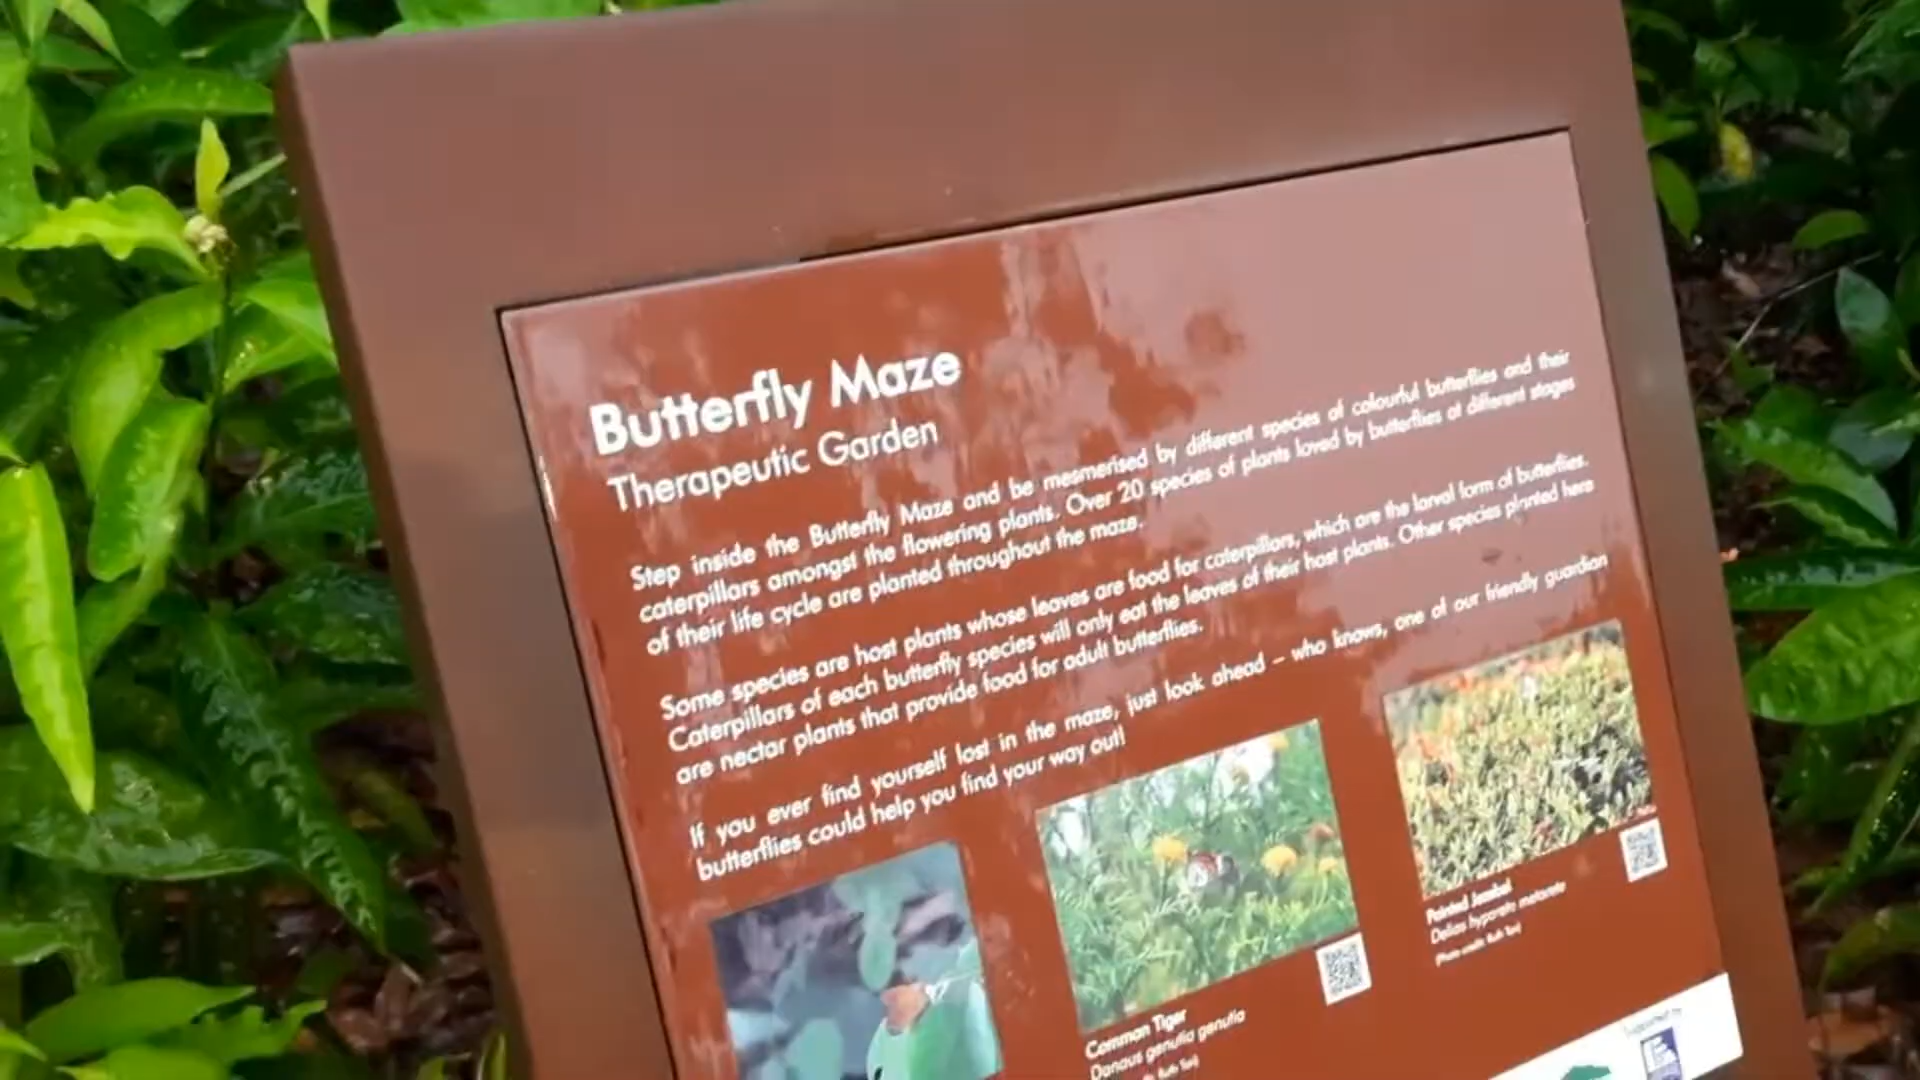 Butterfly Maze
Therapeutic Garden
Step inside the Butterfly Maze and be mesmerised by different species of colourful butterflies and their
caterpillars amongst the flowering plants. Over 20 species of plants loved by butterflies at different stages
of their life cycle are planted throughout the maze.
Some species are host plants whose leaves are food for caterpillars, which are the larval form of butterflies.
Caterpillars of each butterfly species will only eat the leaves of their host plants. Other species planted here
are nectar plants that provide food for adult butterflies.
If you ever find yourself lost in the maze, just look ahead – who knows, one of our friendly guardian
butterflies could help you find your way out!
Common Tiger
Danaus genutia genutia
Painted Jezebel
Delias hyparete metarete
(Photo credit: Ruth Tan)
Supported by